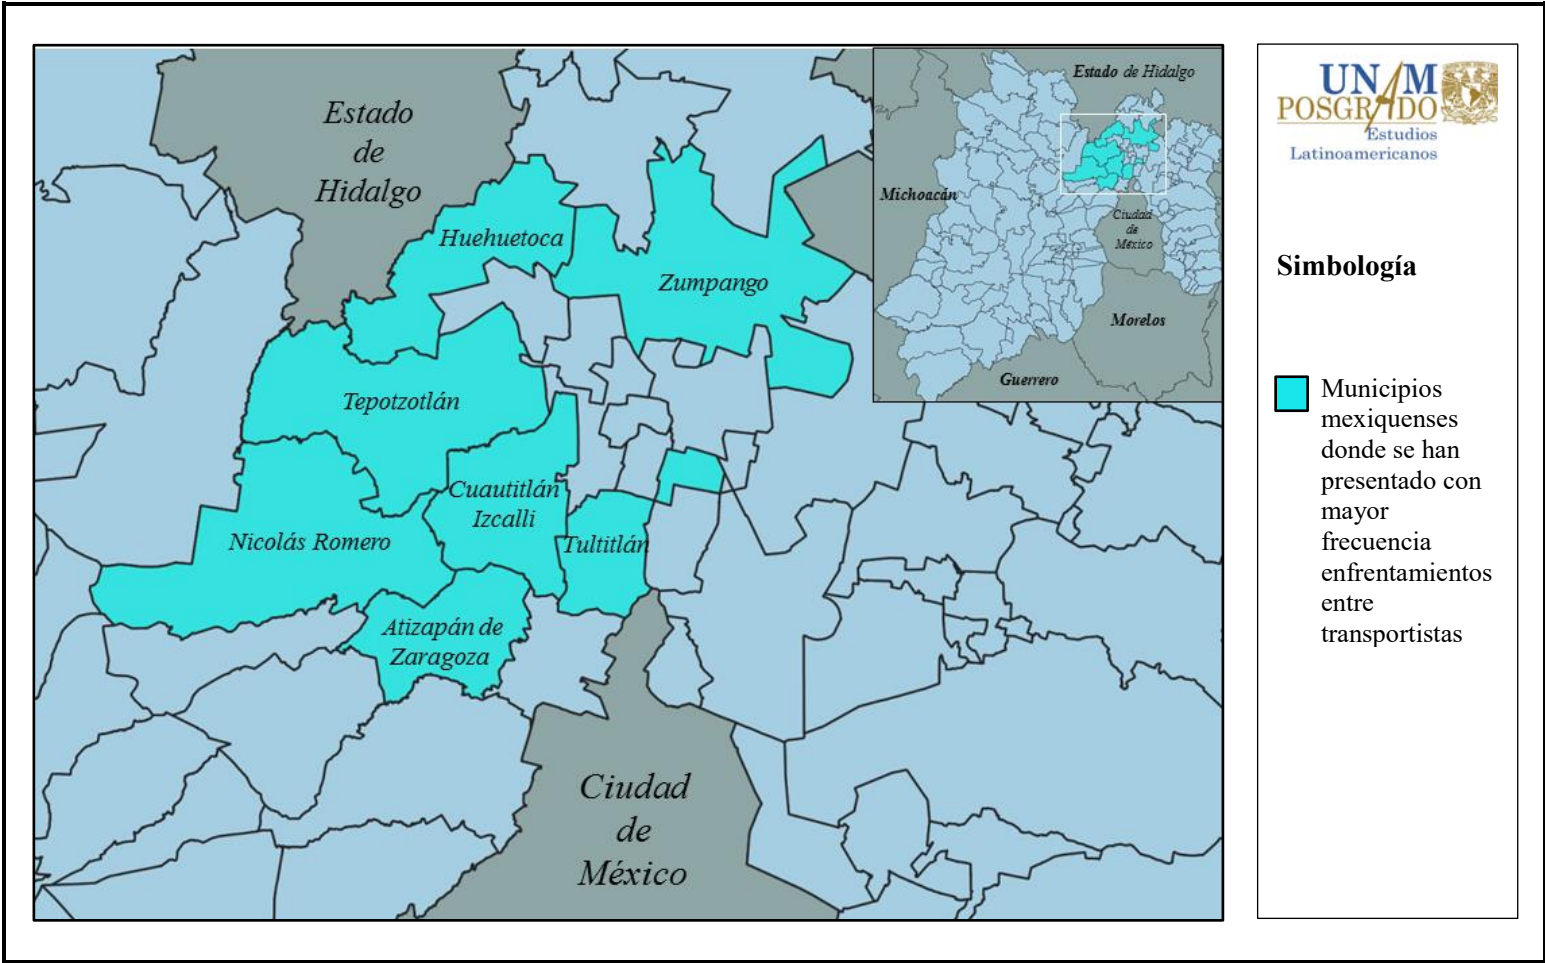 Estado
de
Hidalgo
Huehuetoca
Zumpango
Tepotzotlán
Cuautitlán
Izcalli
Nicolás Romero
Tultitlán
Atizapán de
Zaragoza
Ciudad
de
México
Estado de Hidalgo
Michoacán
Ciudad
de
México
Morelos
Guerrero
UNAM
POSGRADO
Estudios
Latinoamericanos
Simbología
Municipios
mexiquenses
donde se han
presentado con
mayor
frecuencia
enfrentamientos
entre
transportistas